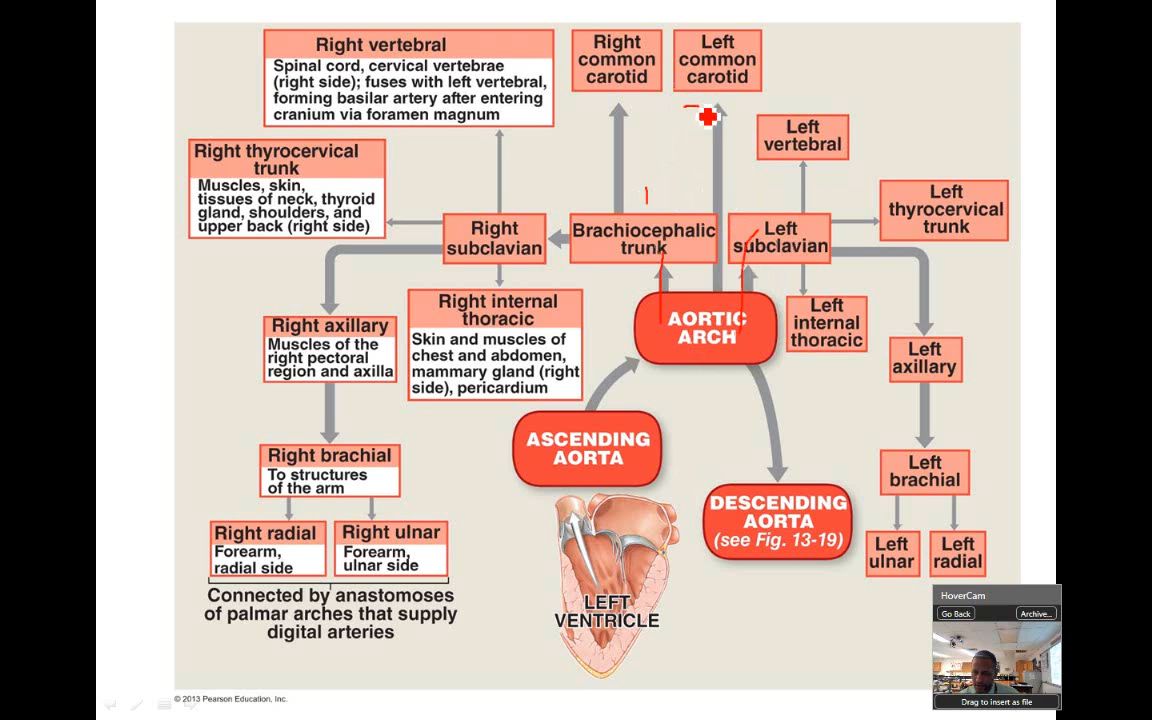 Right vertebral
Spinal cord, cervical vertebrae
(right side); fuses with left vertebral,
forming basilar artery after entering
cranium via foramen magnum
Right
common
carotid
Left
common
carotid
Left
vertebral
Right thyrocervical
trunk
Muscles, skin,
tissues of neck, thyroid
gland, shoulders, and
upper back (right side)
Left
thyrocervical
trunk
Right
subclavian
Brachiocephalic
trunk
Left
subclavian
Right internal
thoracic
Skin and muscles of
chest and abdomen,
mammary gland (right
side), pericardium
AORTIC
ARCH
Left
internal
thoracic
Right axillary
Muscles of the
right pectoral
region and axilla
Left
axillary
ASCENDING
AORTA
Right brachial
To structures
of the arm
Left
brachial
DESCENDING
AORTA
(see Fig. 13-19)
Right radial
Forearm,
radial side
Right ulnar
Forearm,
ulnar side
Left
ulnar
Left
radial
Connected by anastomoses
of palmar arches that supply
digital arteries
LEFT
VENTRICLE
HoverCam
Go Back
Archive...
Drag to insert as file
© 2013 Pearson Education, Inc.